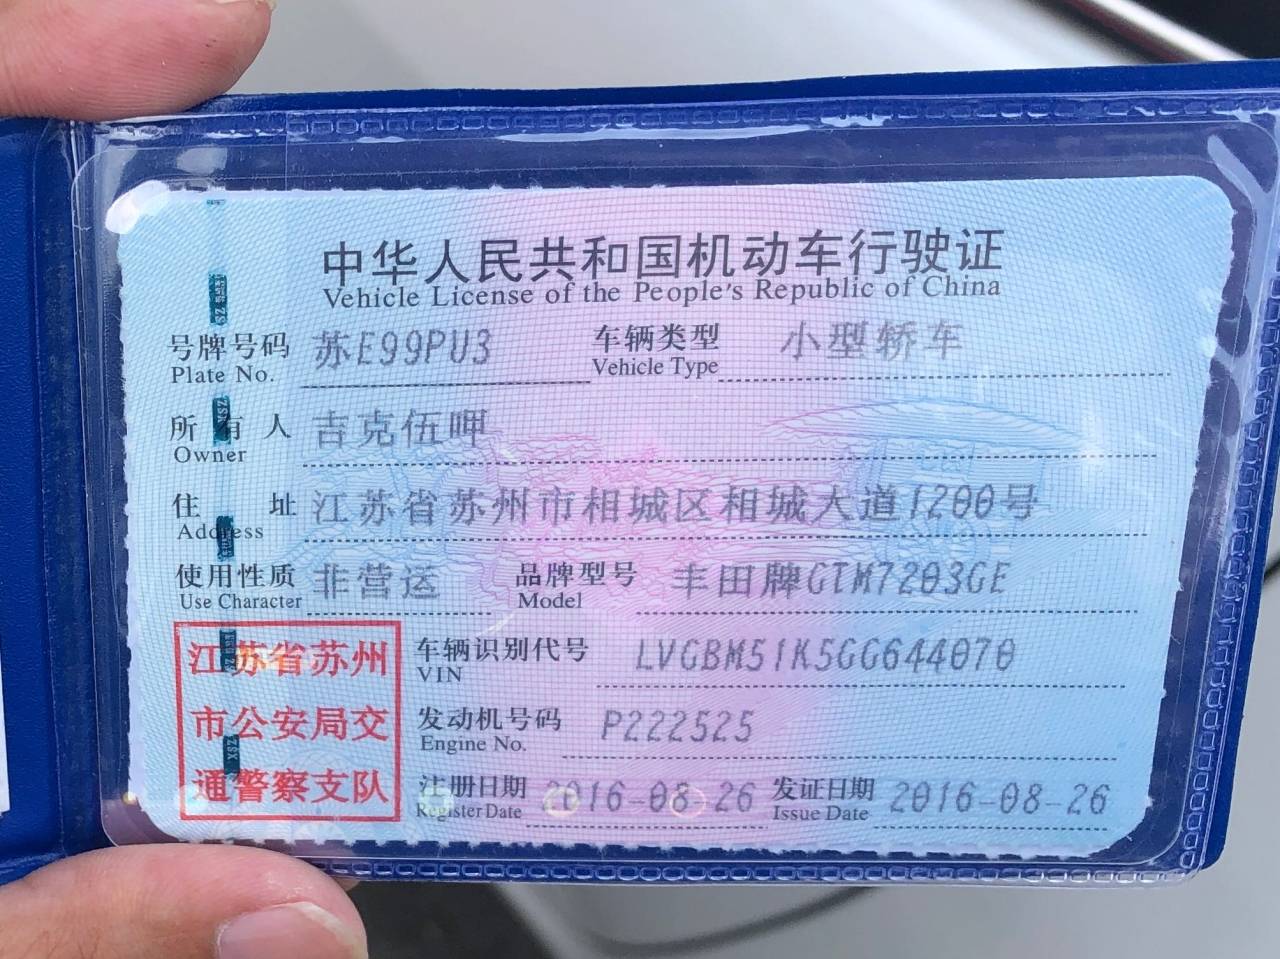 中华人民共和国机动车行驶证
Vehicle License of the People's Republic of China
号牌号码 苏E99PU3 车辆类型 小型轿车
Plate No. Vehicle Type
所有人 吉克伍呷
Owner
住址 江苏省苏州市相城区相城大道1200号
Address
使用性质 非营运 品牌型号 丰田牌GTM7203GE
Use Character Model
江苏省苏州
市公安局交
通警察支队
车辆识别代号 LVGBM51K5GG644070
VIN
发动机号码 P222525
Engine No.
注册日期 2016-08-26 发证日期 2016-08-26
Register Date Issue Date